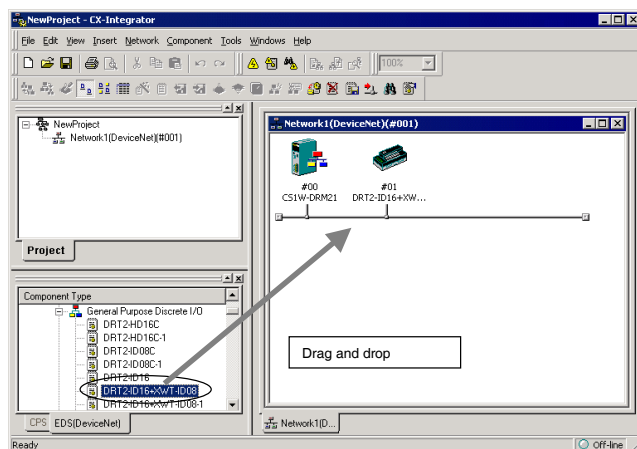 NewProject - CX-Integrator
File Edit View Insert Network Component Tools Windows Help
100%
NewProject
Network1(DeviceNet)(#001)
Project
Component Type
General Purpose Discrete I/O
DRT2-HD16C
DRT2-HD16C-1
DRT2-ID08C
DRT2-ID08C-1
DRT2-ID16
DRT2-ID16+XWT-ID08
DRT2-ID16+XWT-ID08-1
CPS EDS(DeviceNet)
Network1(DeviceNet)(#001)
#00 #01
CS1W-DRM21 DRT2-ID16+XW...
Drag and drop
Network1(D...
Ready Off-line